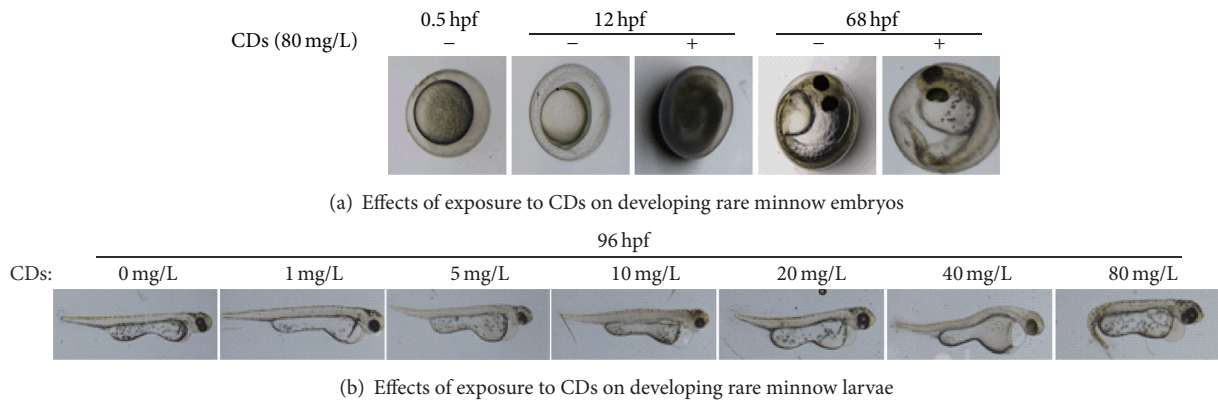 0.5 hpf 12 hpf 68 hpf
CDs (80 mg/L) − − + − +
(a) Effects of exposure to CDs on developing rare minnow embryos
96 hpf
CDs: 0 mg/L 1 mg/L 5 mg/L 10 mg/L 20 mg/L 40 mg/L 80 mg/L
(b) Effects of exposure to CDs on developing rare minnow larvae